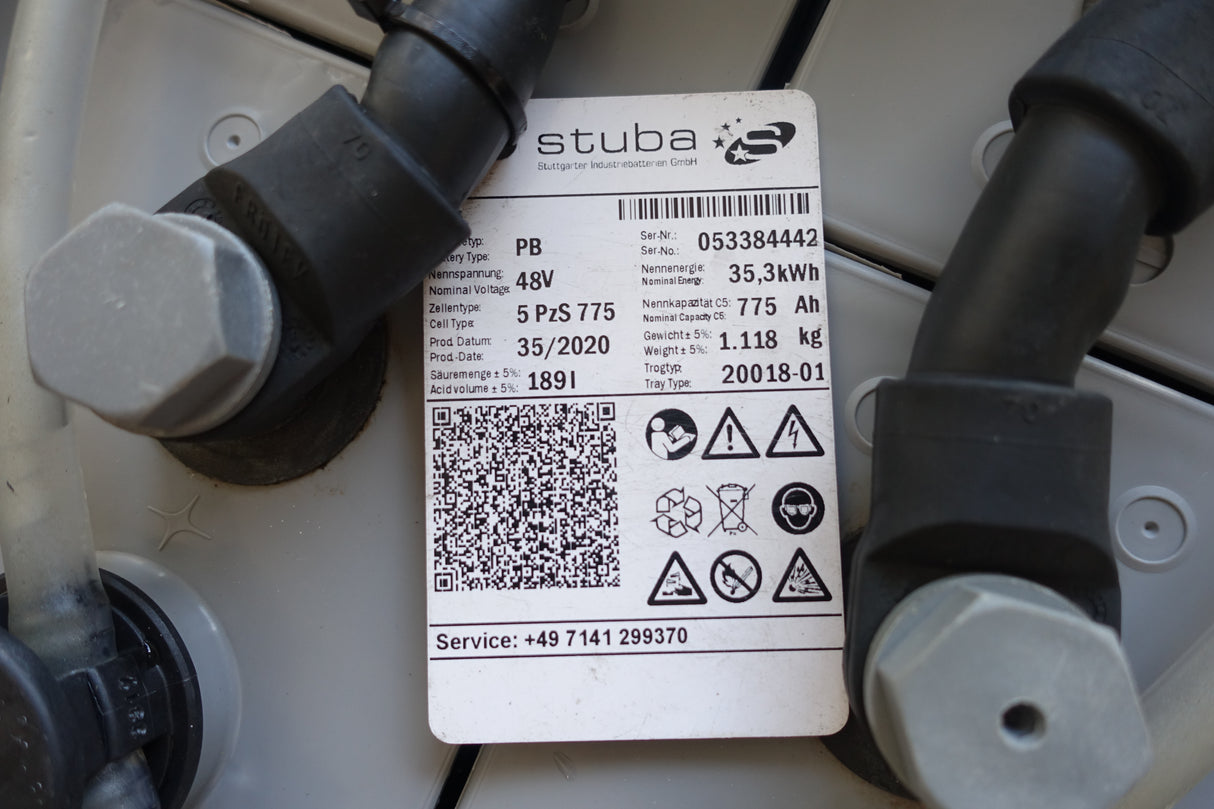 stuba
Stuttgarter Industriebatterien GmbH
Ser-Nr.:
Ser-No.: 053384442
PB
Nennspannung:
Nominal Voltage: 48V
Nennenergie:
Nominal Energy: 35,3kWh
Zellentype:
Cell Type: 5 PzS 775
Nennkapazität C5:
Nominal Capacity C5: 775 Ah
Prod. Datum:
Prod.-Date: 35/2020
Gewicht ± 5%:
Weight ± 5%: 1.118 kg
Säuremenge ± 5%:
Acid volume ± 5%: 189l
Trogtyp:
Tray Type: 20018-01
Service: +49 7141 299370
70
70